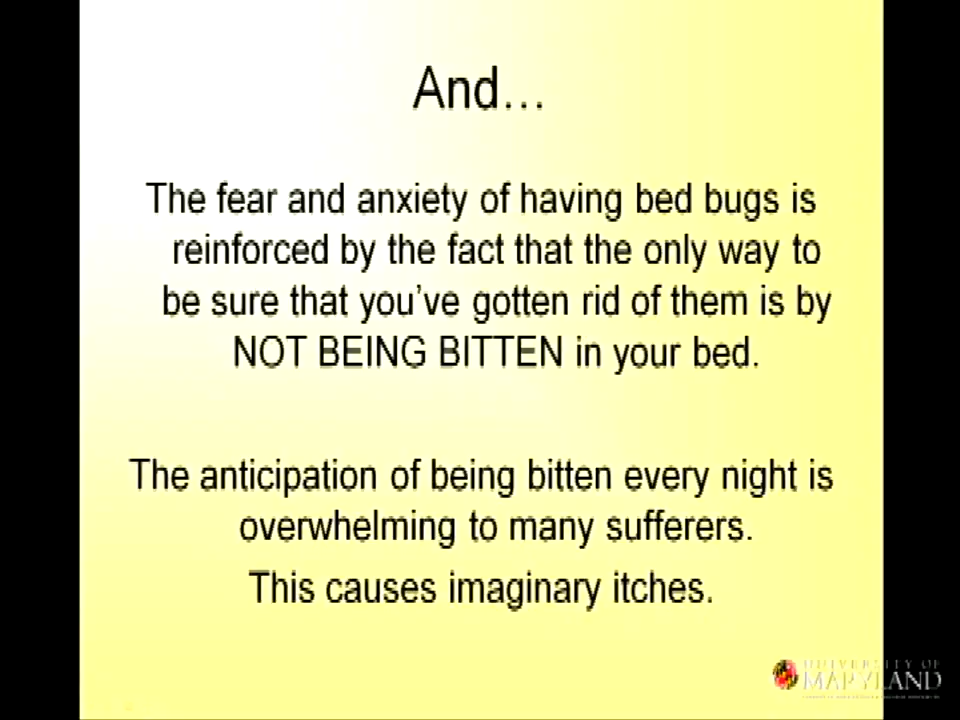 And…
The fear and anxiety of having bed bugs is
reinforced by the fact that the only way to
be sure that you've gotten rid of them is by
NOT BEING BITTEN in your bed.
The anticipation of being bitten every night is
overwhelming to many sufferers.
This causes imaginary itches.
UNIVERSITY OF
MARYLAND